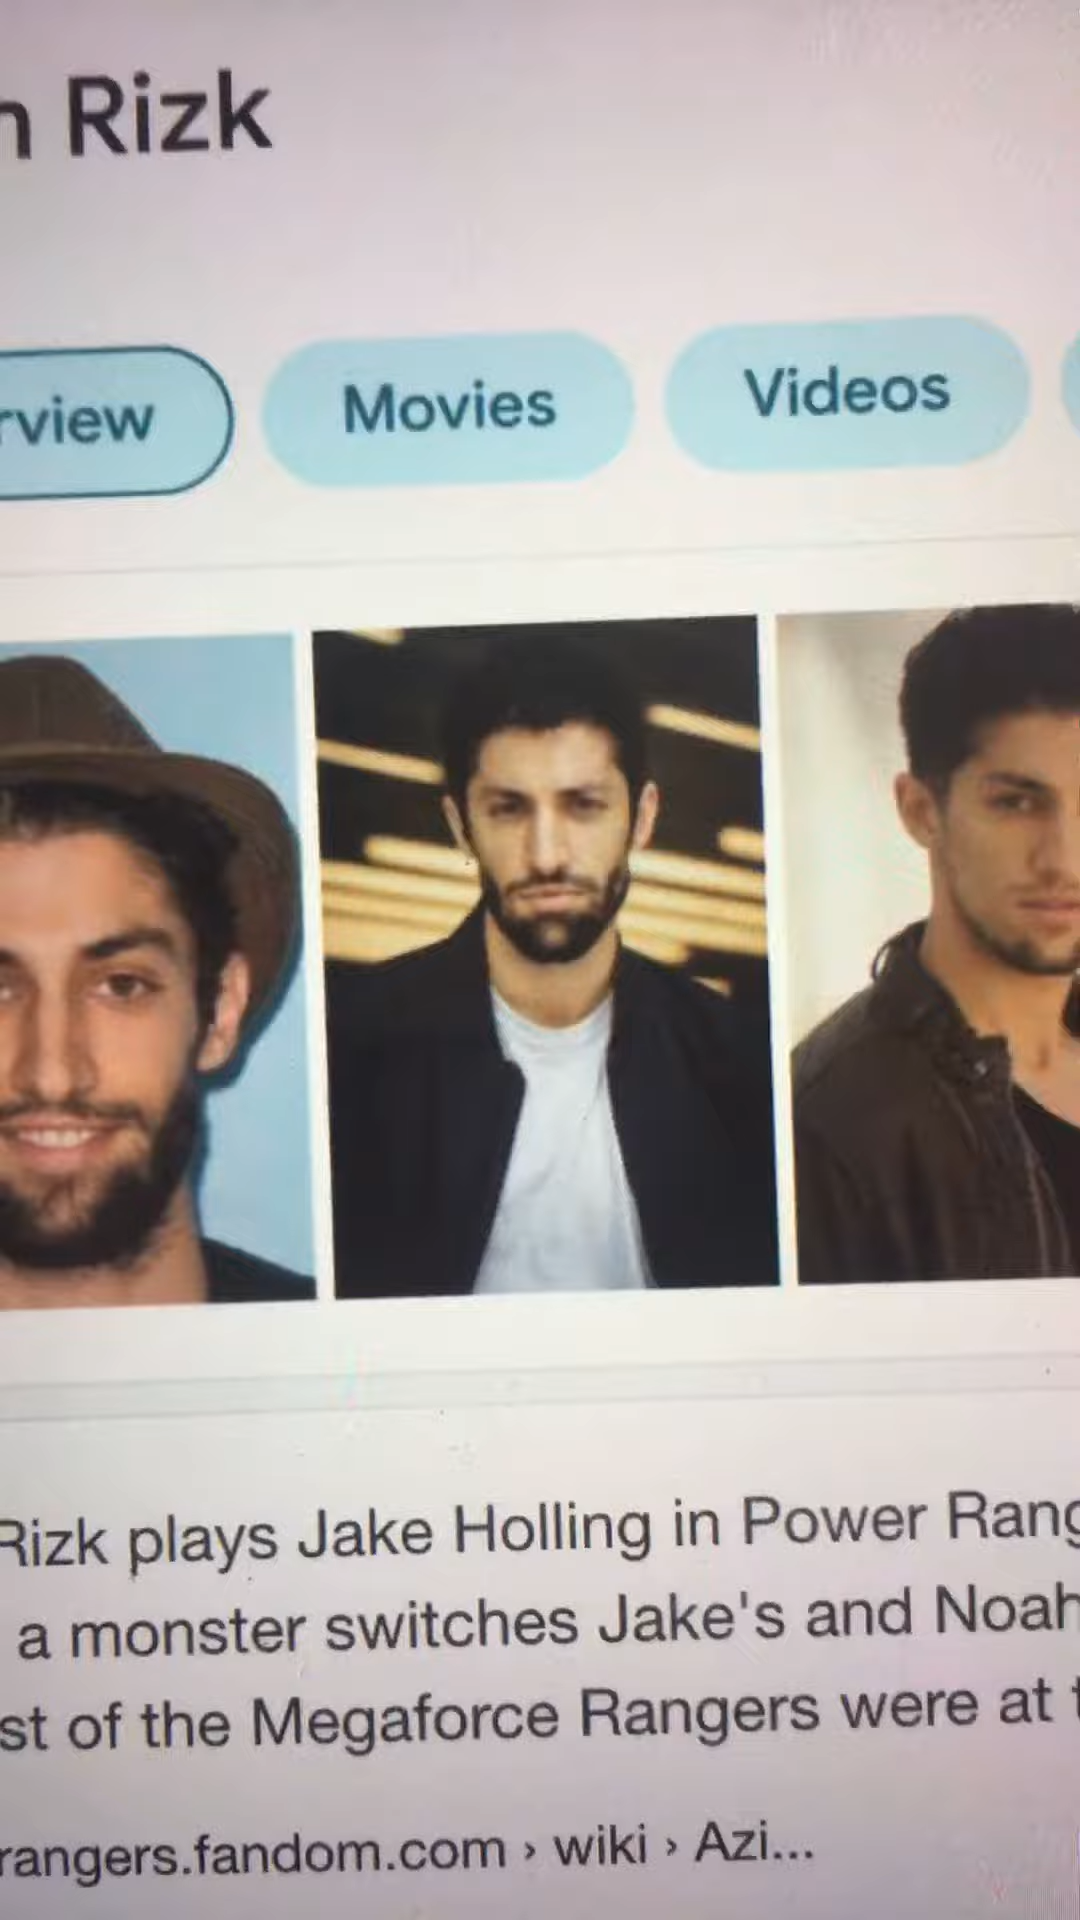 n Rizk
rview
Movies
Videos
Rizk plays Jake Holling in Power Rang
a monster switches Jake's and Noah
st of the Megaforce Rangers were at t
rangers.fandom.com › wiki › Azi...